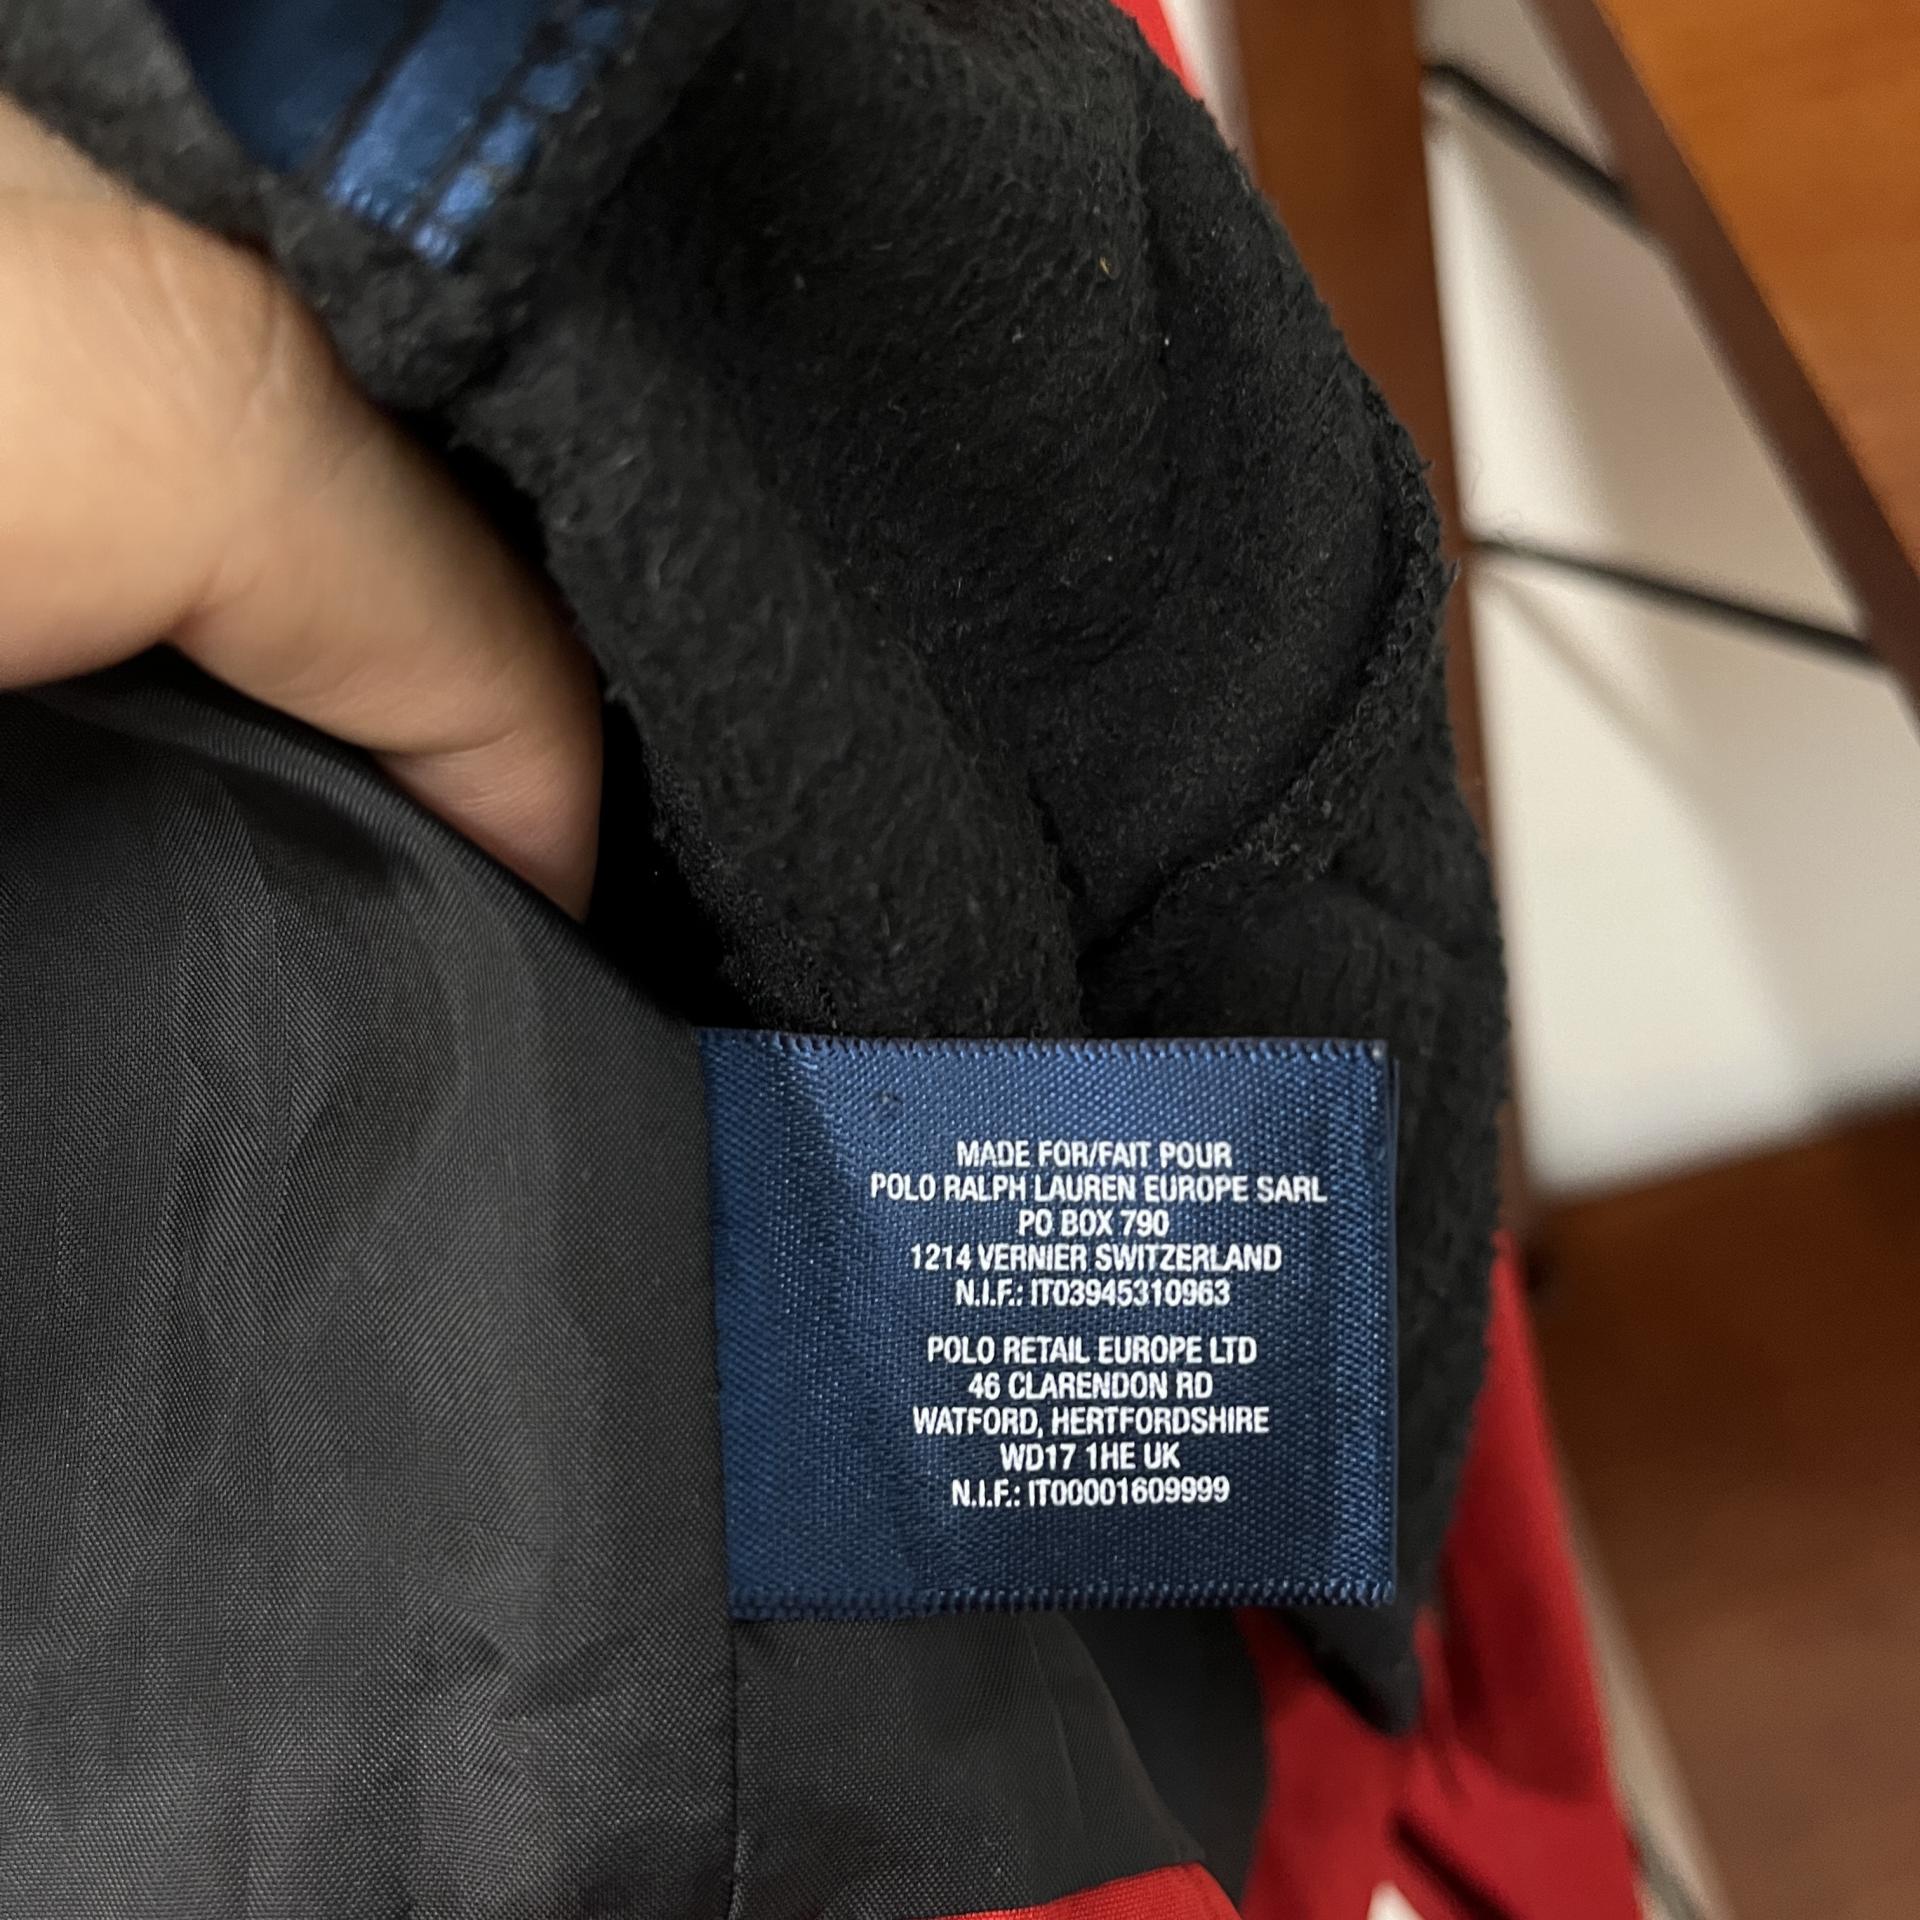 MADE FOR/FAIT POUR
POLO RALPH LAUREN EUROPE SARL
PO BOX 790
1214 VERNIER SWITZERLAND
N.I.F.: IT03945310963
POLO RETAIL EUROPE LTD
46 CLARENDON RD
WATFORD, HERTFORDSHIRE
WD17 1HE UK
N.I.F.: IT00001609999